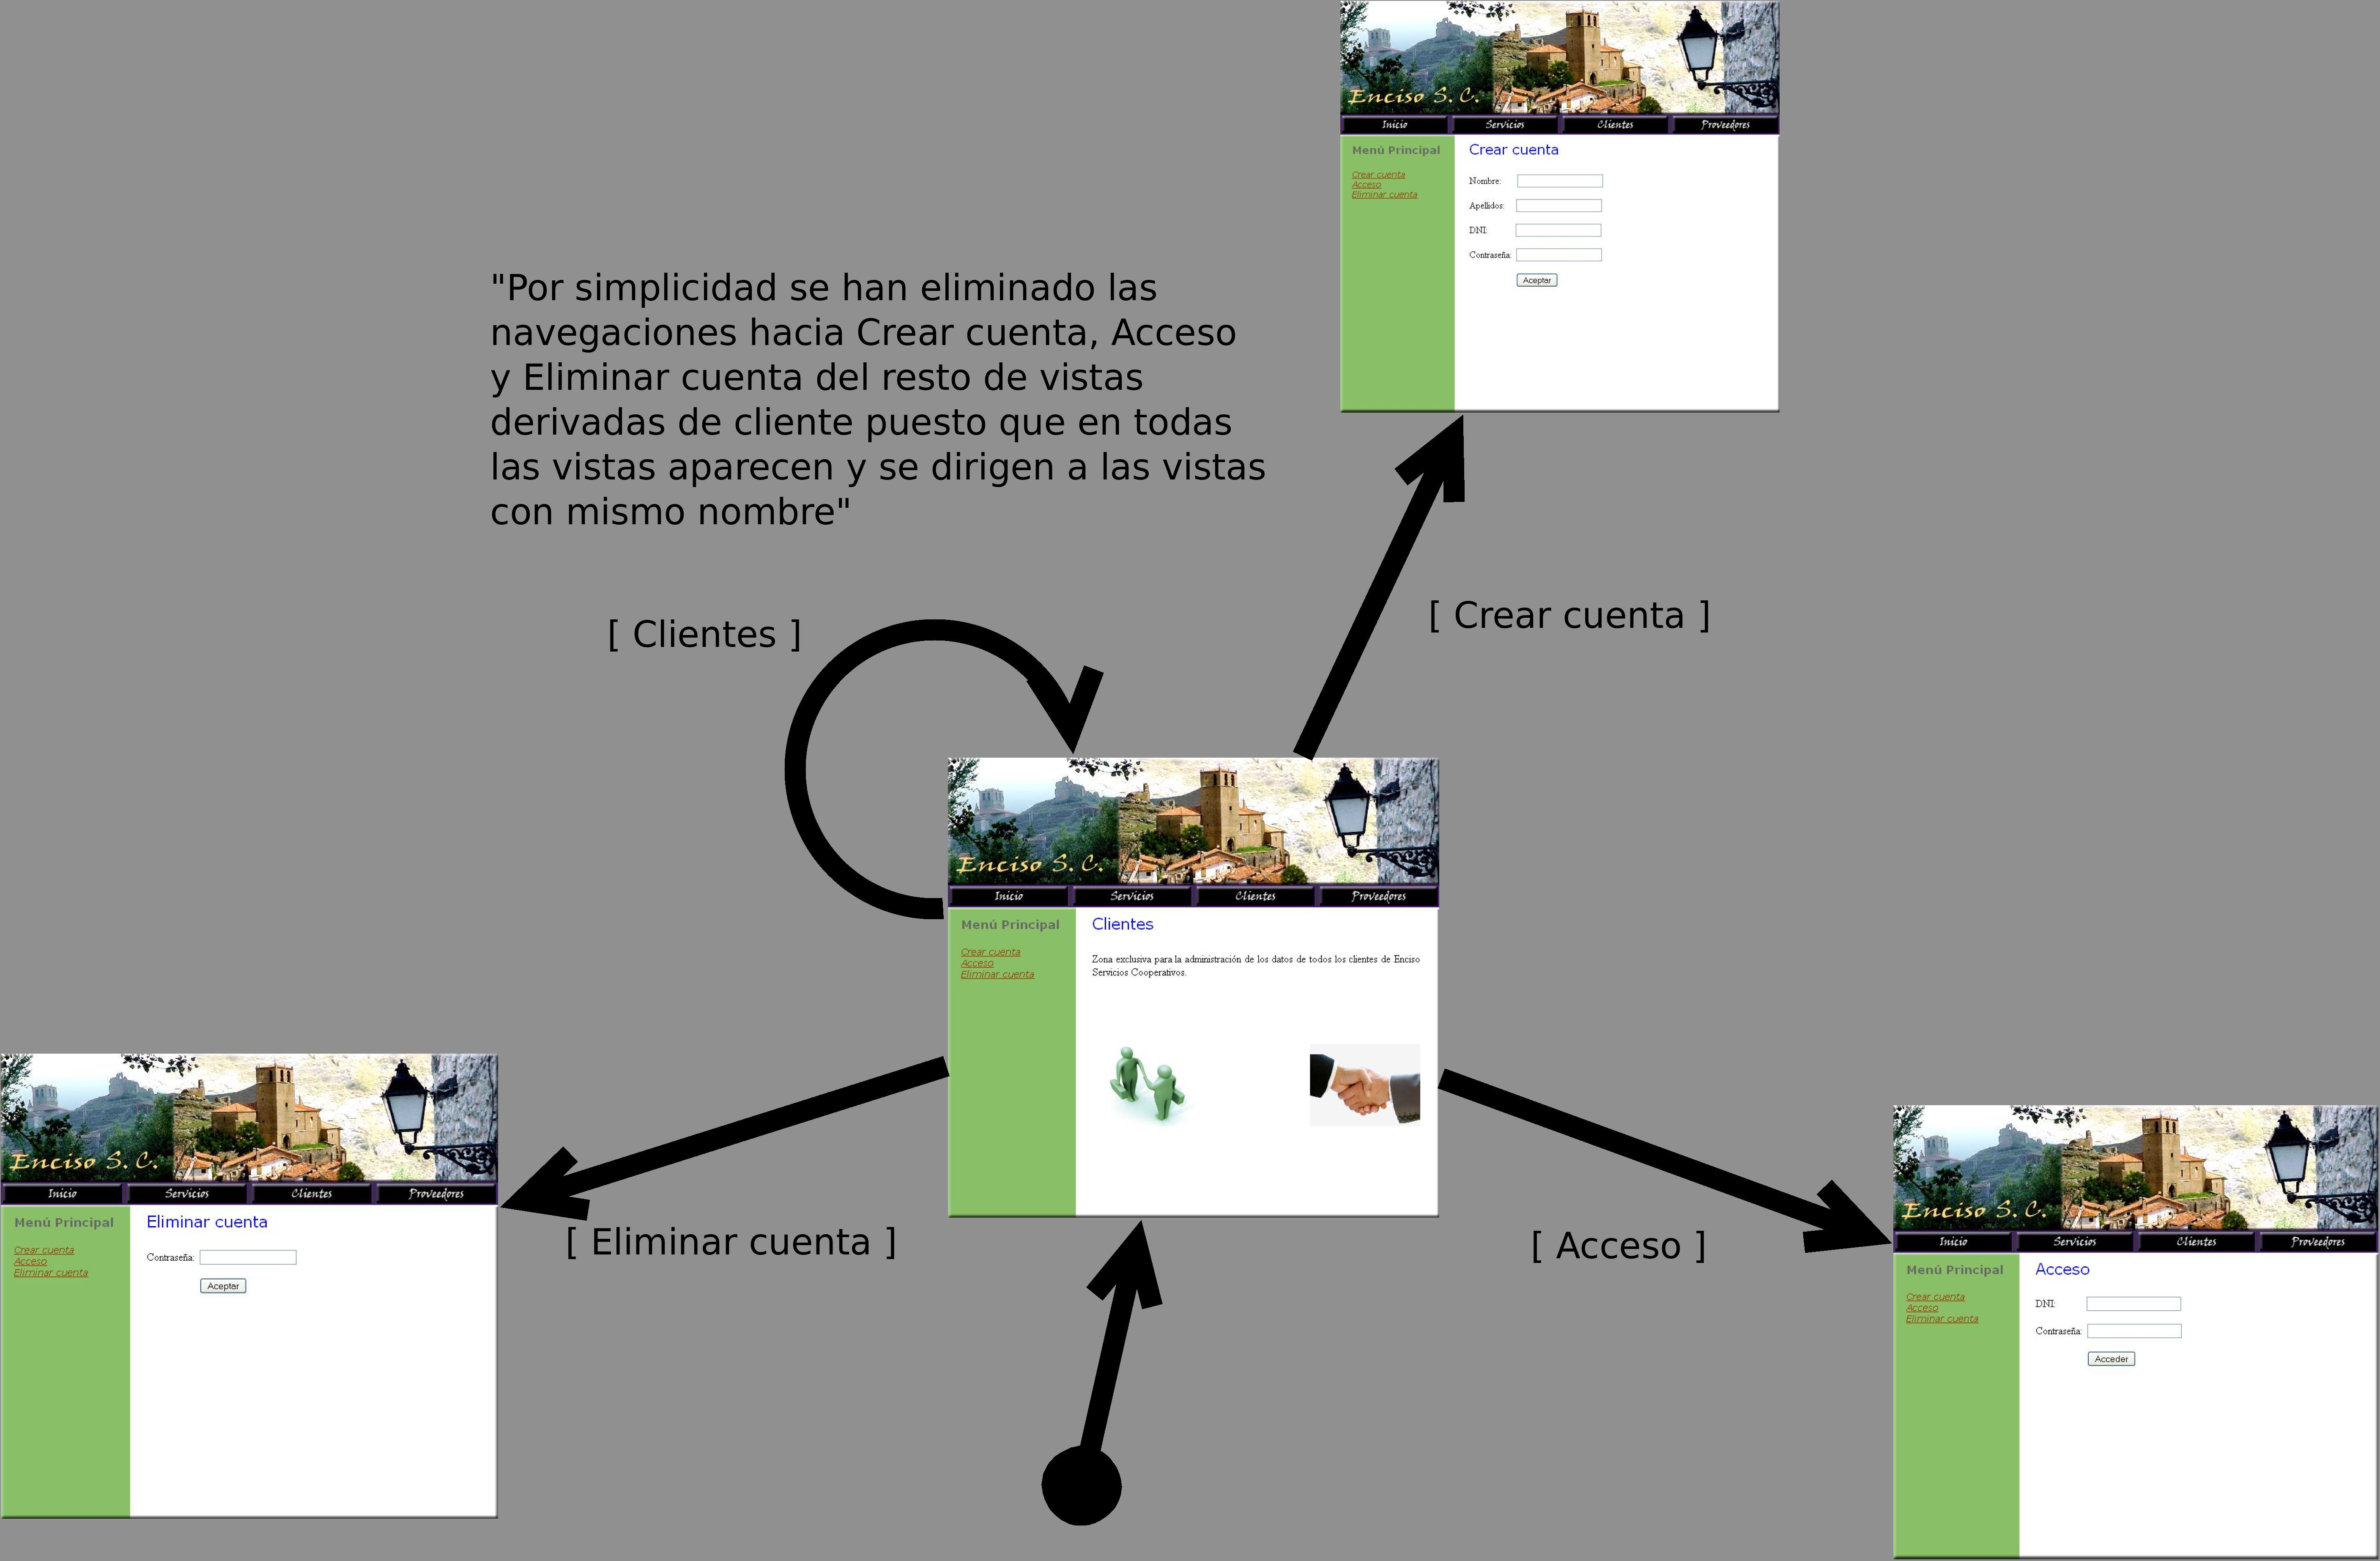 Enciso S. C.
Inicio Servicios Clientes Proveedores
Menú Principal
Crear cuenta
Acceso
Eliminar cuenta
Crear cuenta
Nombre:
Apellidos:
DNI:
Contraseña:
Aceptar
"Por simplicidad se han eliminado las
navegaciones hacia Crear cuenta, Acceso
y Eliminar cuenta del resto de vistas
derivadas de cliente puesto que en todas
las vistas aparecen y se dirigen a las vistas
con mismo nombre"
[ Clientes ]
[ Crear cuenta ]
Enciso S. C.
Inicio Servicios Clientes Proveedores
Menú Principal
Crear cuenta
Acceso
Eliminar cuenta
Clientes
Zona exclusiva para la administración de los datos de todos los clientes de Enciso
Servicios Cooperativos.
Enciso S. C.
Inicio Servicios Clientes Proveedores
Menú Principal
Crear cuenta
Acceso
Eliminar cuenta
Eliminar cuenta
Contraseña:
Aceptar
[ Eliminar cuenta ]
[ Acceso ]
Enciso S. C.
Inicio Servicios Clientes Proveedores
Menú Principal
Crear cuenta
Acceso
Eliminar cuenta
Acceso
DNI:
Contraseña:
Acceder